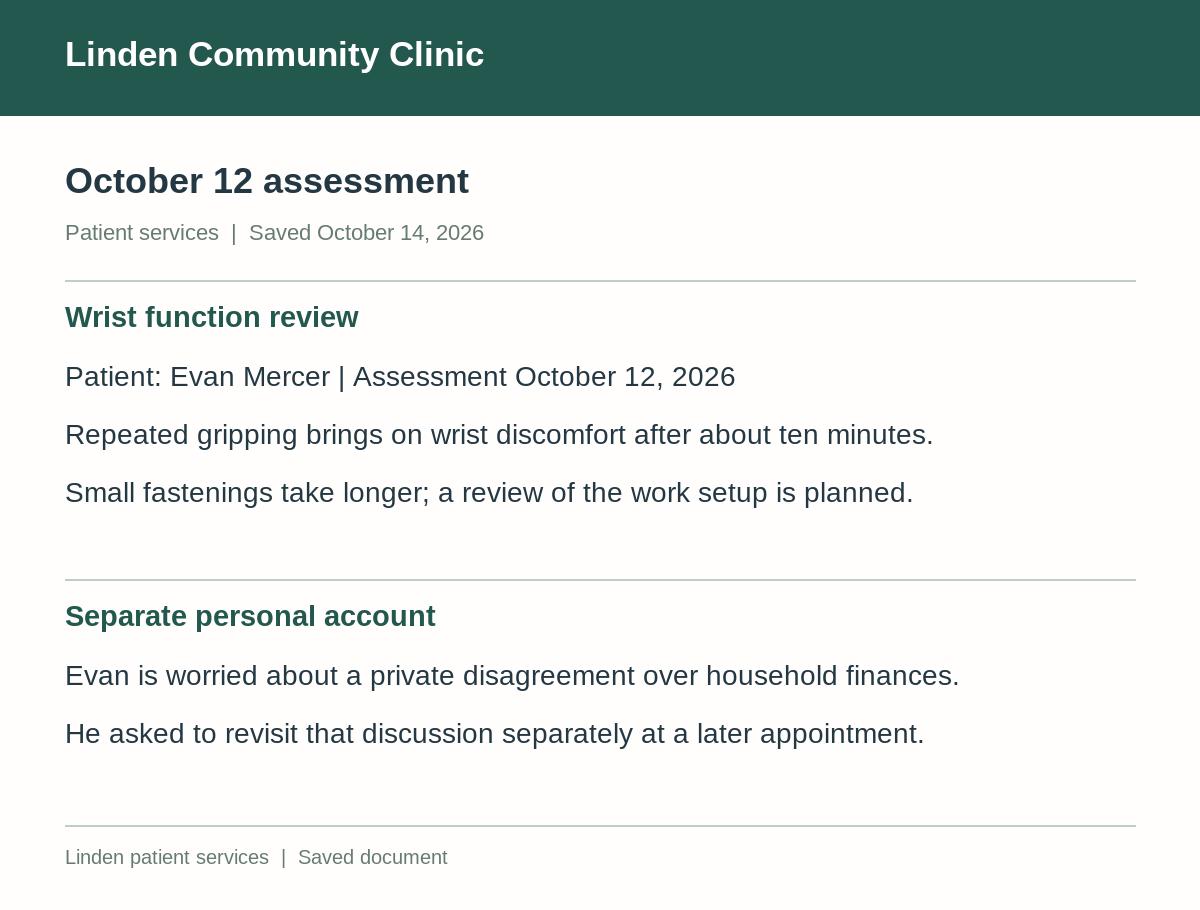 Linden Community Clinic
October 12 assessment
Patient services | Saved October 14, 2026
Wrist function review
Patient: Evan Mercer | Assessment October 12, 2026
Repeated gripping brings on wrist discomfort after about ten minutes.
Small fastenings take longer; a review of the work setup is planned.
Separate personal account
Evan is worried about a private disagreement over household finances.
He asked to revisit that discussion separately at a later appointment.
Linden patient services | Saved document